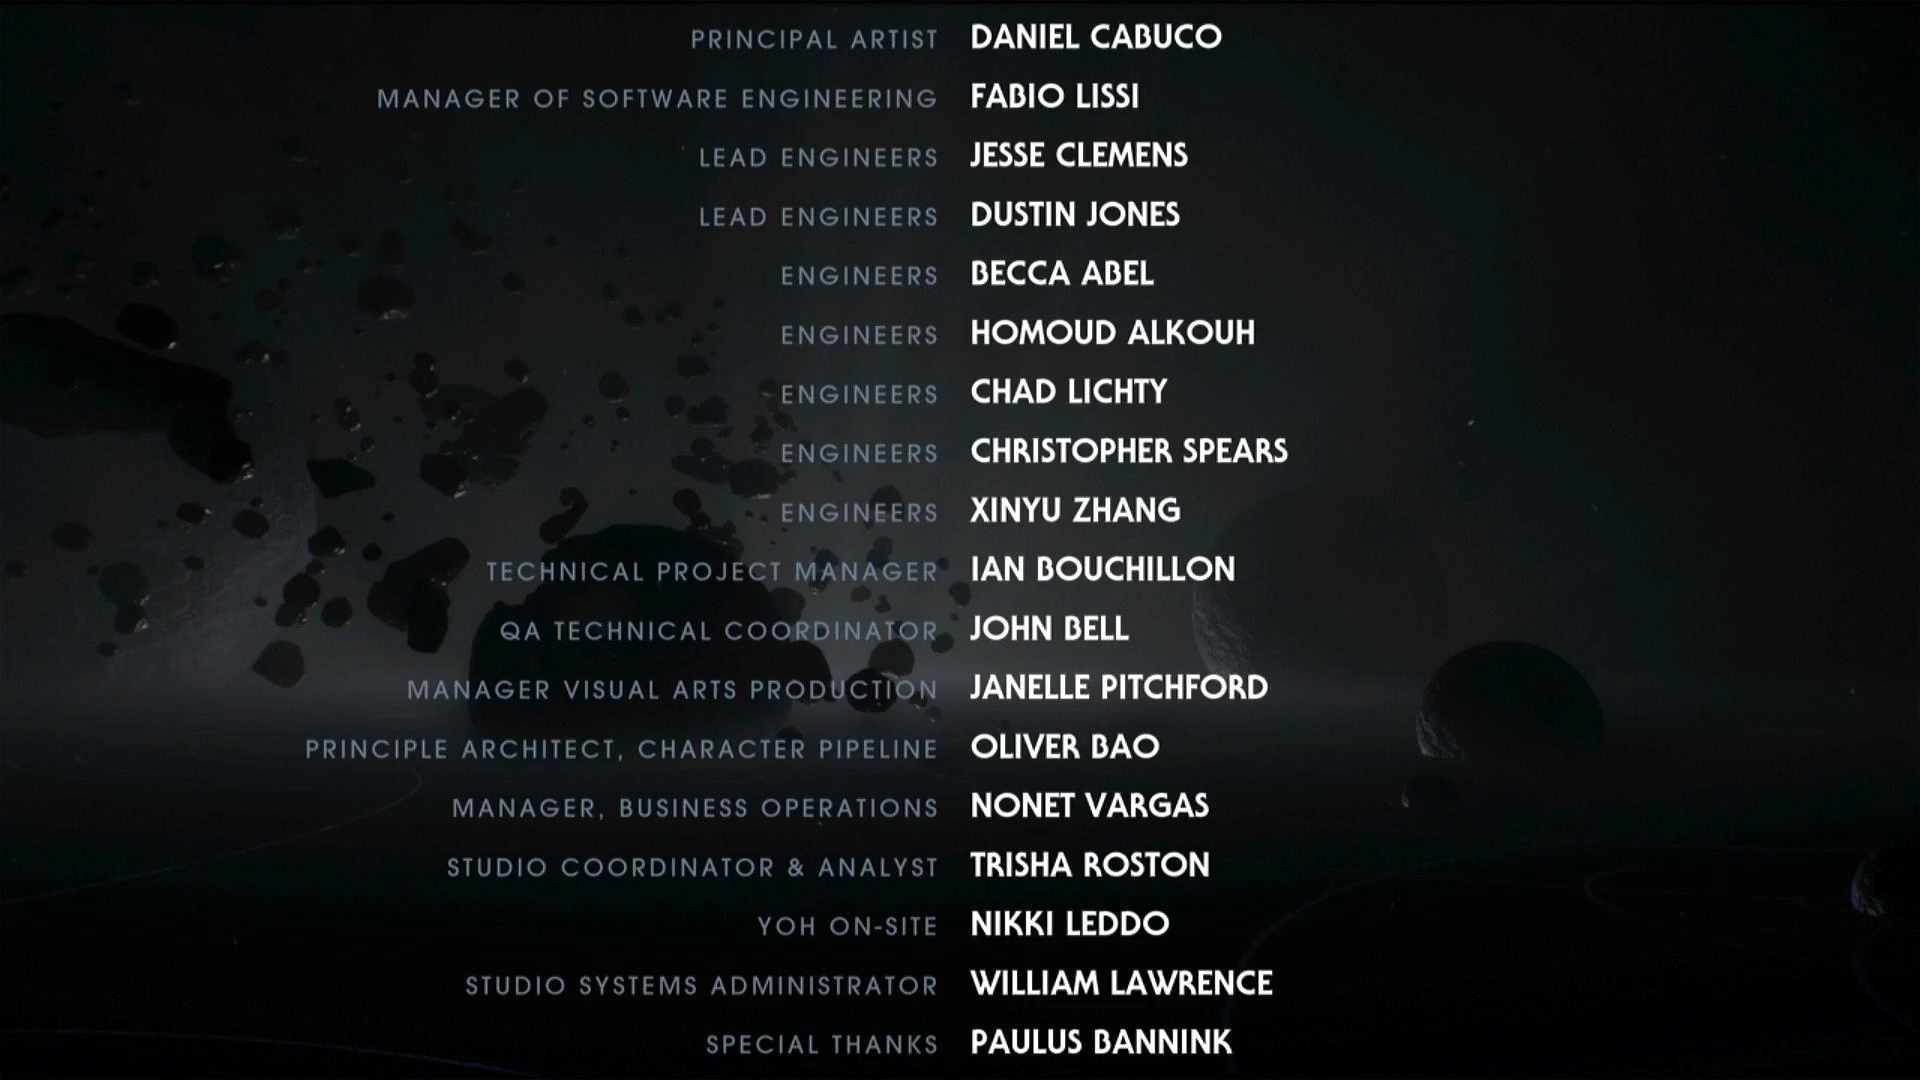 PRINCIPAL ARTIST DANIEL CABUCO
MANAGER OF SOFTWARE ENGINEERING FABIO LISSI
LEAD ENGINEERS JESSE CLEMENS
LEAD ENGINEERS DUSTIN JONES
ENGINEERS BECCA ABEL
ENGINEERS HOMOUD ALKOUH
ENGINEERS CHAD LICHTY
ENGINEERS CHRISTOPHER SPEARS
ENGINEERS XINYU ZHANG
TECHNICAL PROJECT MANAGER IAN BOUCHILLON
QA TECHNICAL COORDINATOR JOHN BELL
MANAGER VISUAL ARTS PRODUCTION JANELLE PITCHFORD
PRINCIPLE ARCHITECT, CHARACTER PIPELINE OLIVER BAO
MANAGER, BUSINESS OPERATIONS NONET VARGAS
STUDIO COORDINATOR & ANALYST TRISHA ROSTON
YOH ON-SITE NIKKI LEDDO
STUDIO SYSTEMS ADMINISTRATOR WILLIAM LAWRENCE
SPECIAL THANKS PAULUS BANNINK